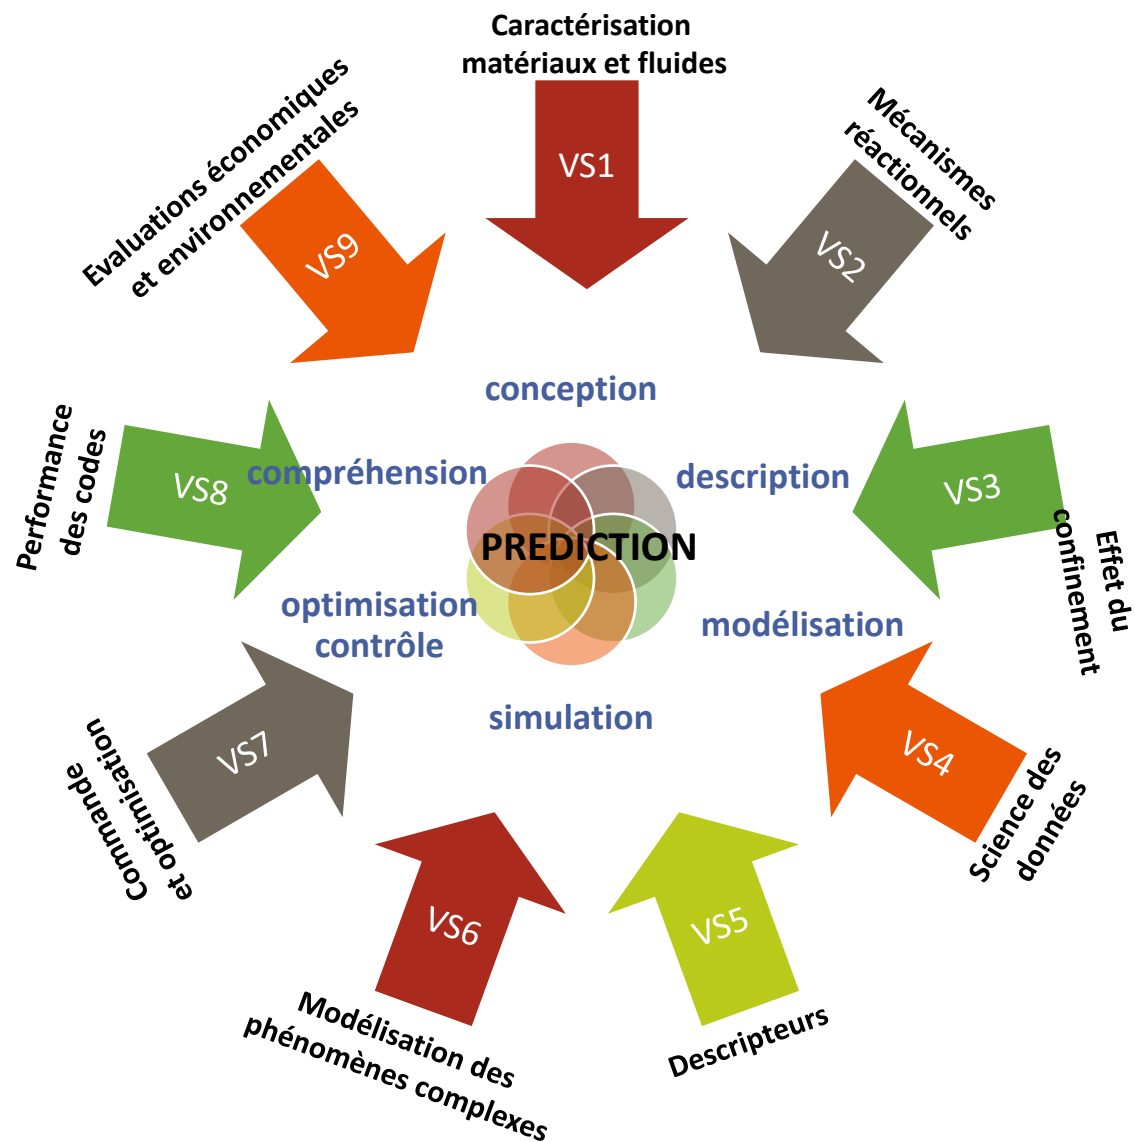 Caractérisation
matériaux et fluides
VS1
Mécanismes
réactionnels
VS2
VS3
Effet du
confinement
VS4
Science des
données
VS5
Descripteurs
VS6
Modélisation des
phénomènes complexes
VS7
Commande
et optimisation
VS8
Performance
des codes
VS9
Evaluations économiques
et environnementales
conception
compréhension
description
PREDICTION
optimisation
contrôle
modélisation
simulation